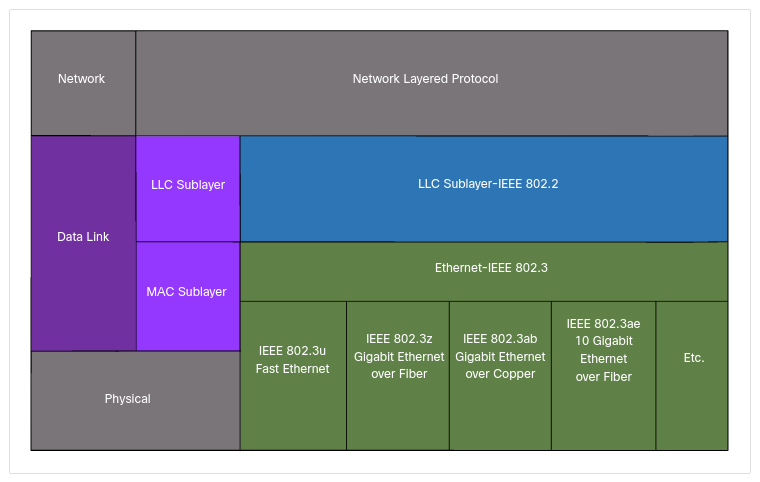 Network
Network Layered Protocol
Data Link
LLC Sublayer
LLC Sublayer-IEEE 802.2
MAC Sublayer
Ethernet-IEEE 802.3
IEEE 802.3u
Fast Ethernet
IEEE 802.3z
Gigabit Ethernet
over Fiber
IEEE 802.3ab
Gigabit Ethernet
over Copper
IEEE 802.3ae
10 Gigabit
Ethernet
over Fiber
Etc.
Physical